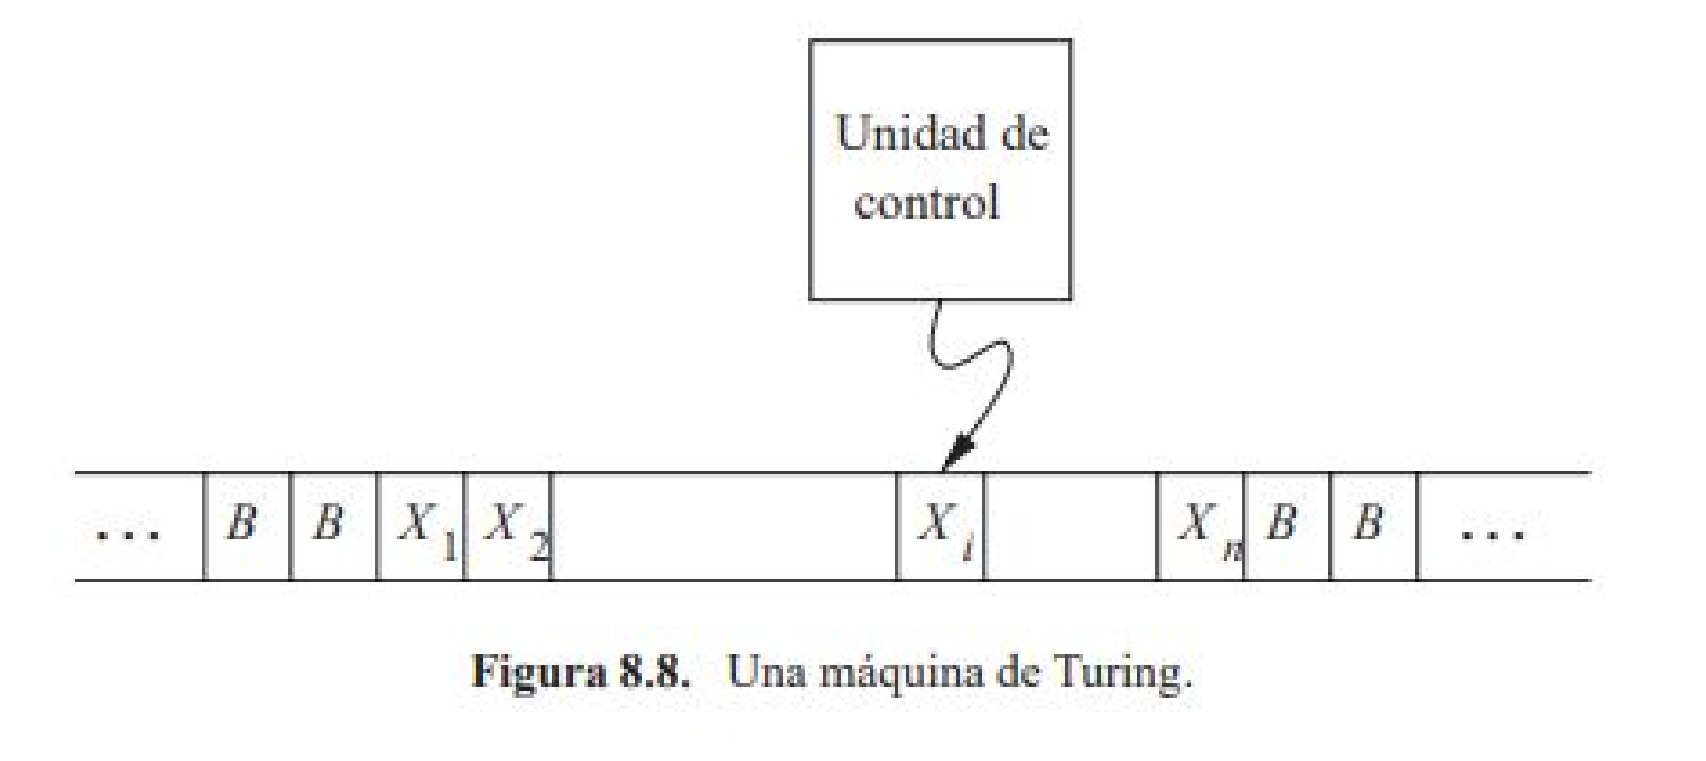 Unidad de
control
... B B X1 X2 Xi Xn B B ...
Figura 8.8. Una máquina de Turing.